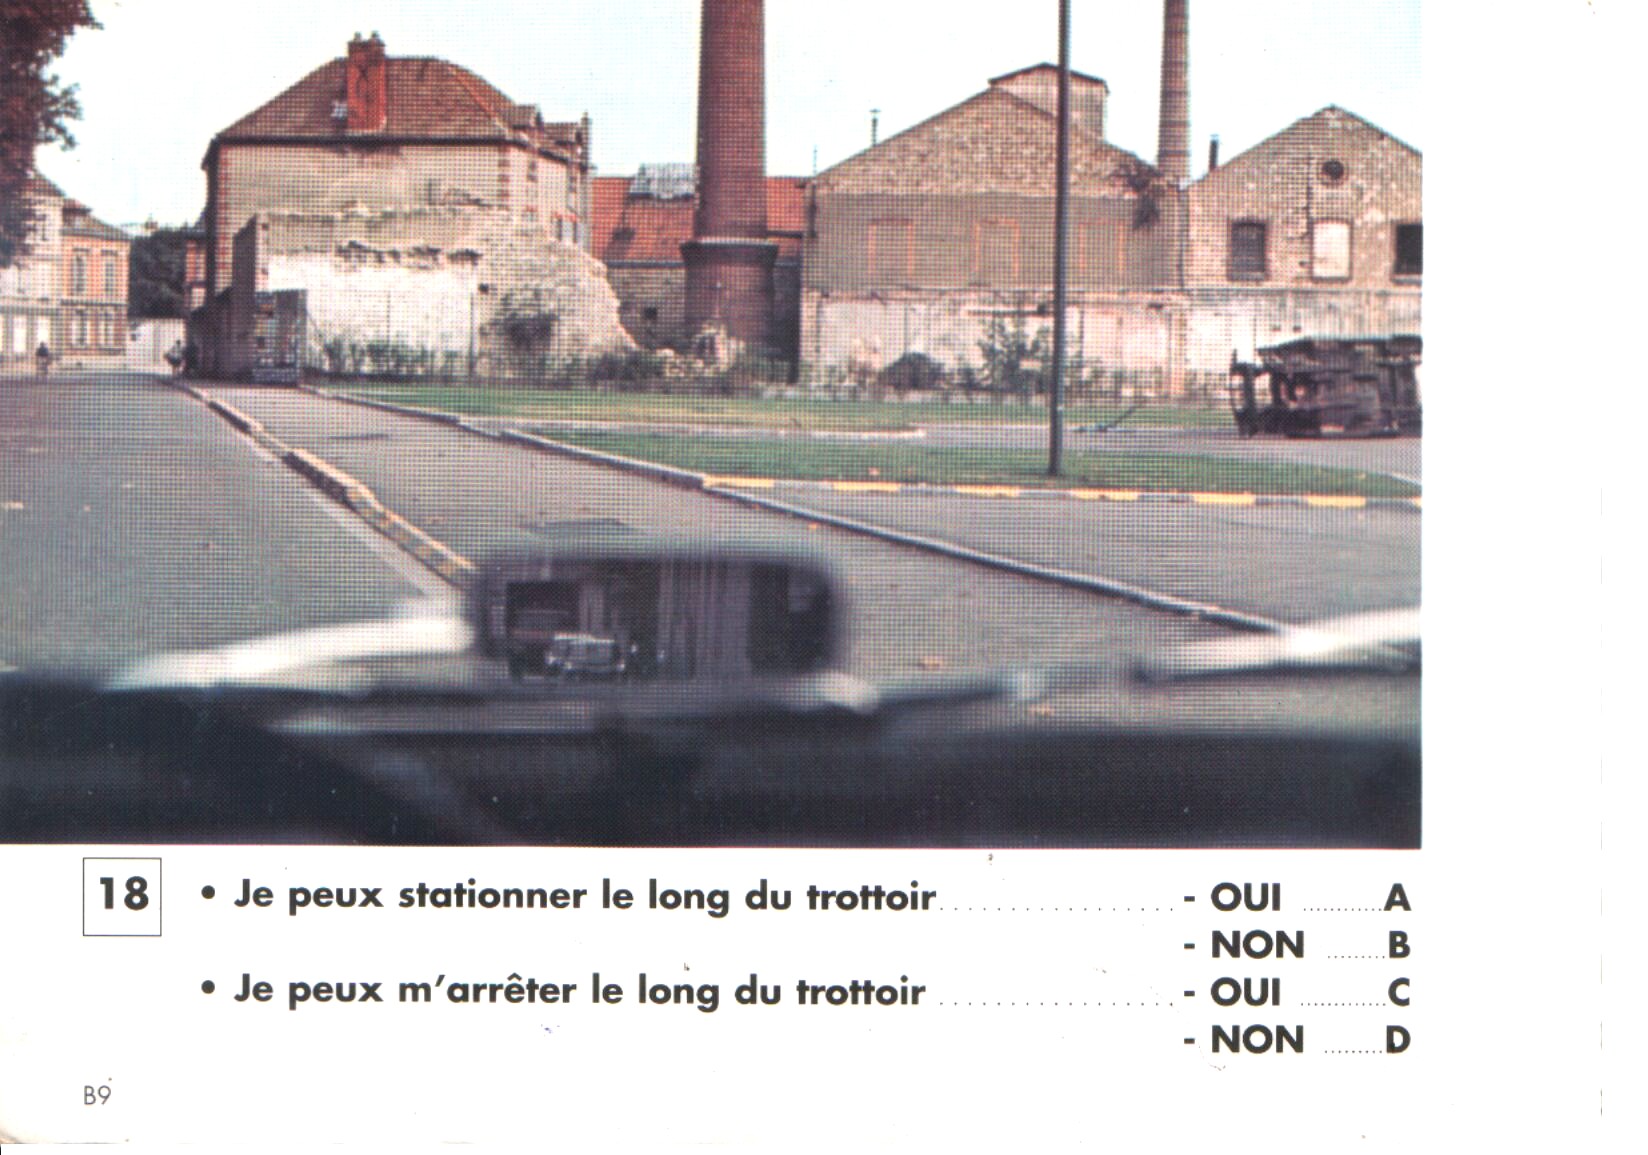 18 • Je peux stationner le long du trottoir - OUI A
- NON B
• Je peux m'arrêter le long du trottoir - OUI C
- NON D
B9